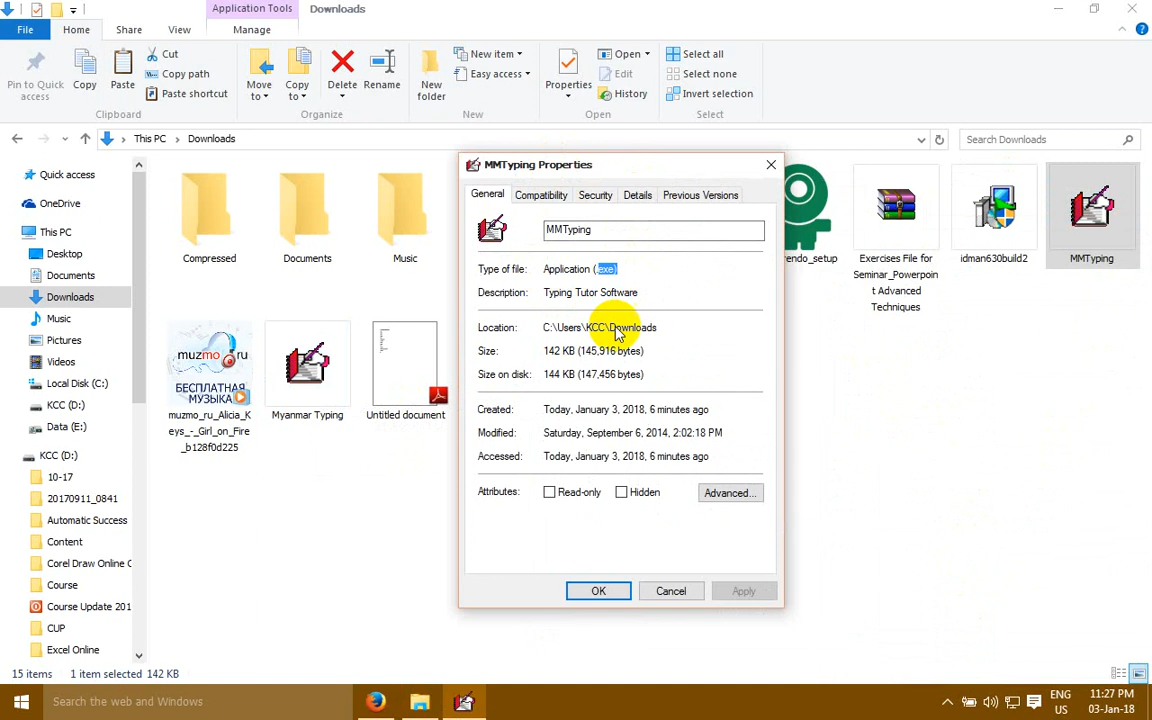 Application Tools
Downloads
File
Home
Share
View
Manage
Pin to Quick
access
Copy
Paste
Cut
Copy path
Paste shortcut
Clipboard
Move
to
Copy
to
Delete
Rename
Organize
New
folder
New item
Easy access
New
Properties
Open
Edit
History
Open
Select all
Select none
Invert selection
Select
This PC
Downloads
Search Downloads
Quick access
OneDrive
This PC
Desktop
Documents
Downloads
Music
Pictures
Videos
Local Disk (C:)
KCC (D:)
Data (E:)
KCC (D:)
10-17
20170911_0841
Automatic Success
Content
Corel Draw Online C
Course
Course Update 201
CUP
Excel Online
Compressed
Documents
Music
rendo_setup
Exercises File for
Seminar_Powerpoin
t Advanced
Techniques
idman630build2
MMTyping
muzmo.ru
БЕСПЛАТНАЯ
МУЗЫКА
muzmo_ru_Alicia_K
eys_-_Girl_on_Fire
_b128f0d225
Myanmar Typing
Untitled document
MMTyping Properties
General
Compatibility
Security
Details
Previous Versions
MMTyping
Type of file: Application (.exe)
Description: Typing Tutor Software
Location: C:\Users\KCC\Downloads
Size: 142 KB (145,916 bytes)
Size on disk: 144 KB (147,456 bytes)
Created: Today, January 3, 2018, 6 minutes ago
Modified: Saturday, September 6, 2014, 2:02:18 PM
Accessed: Today, January 3, 2018, 6 minutes ago
Attributes: Read-only Hidden Advanced...
OK Cancel Apply
15 items 1 item selected 142 KB
Search the web and Windows
ENG
US
11:27 PM
03-Jan-18